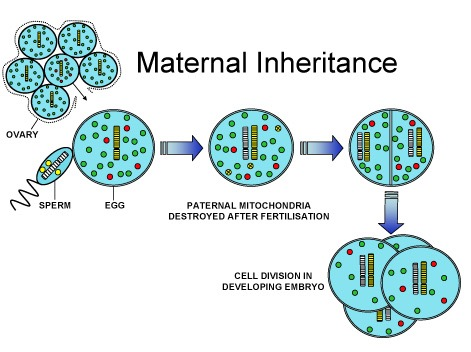 Maternal Inheritance
OVARY
SPERM
EGG
PATERNAL MITOCHONDRIA
DESTROYED AFTER FERTILISATION
CELL DIVISION IN
DEVELOPING EMBRYO